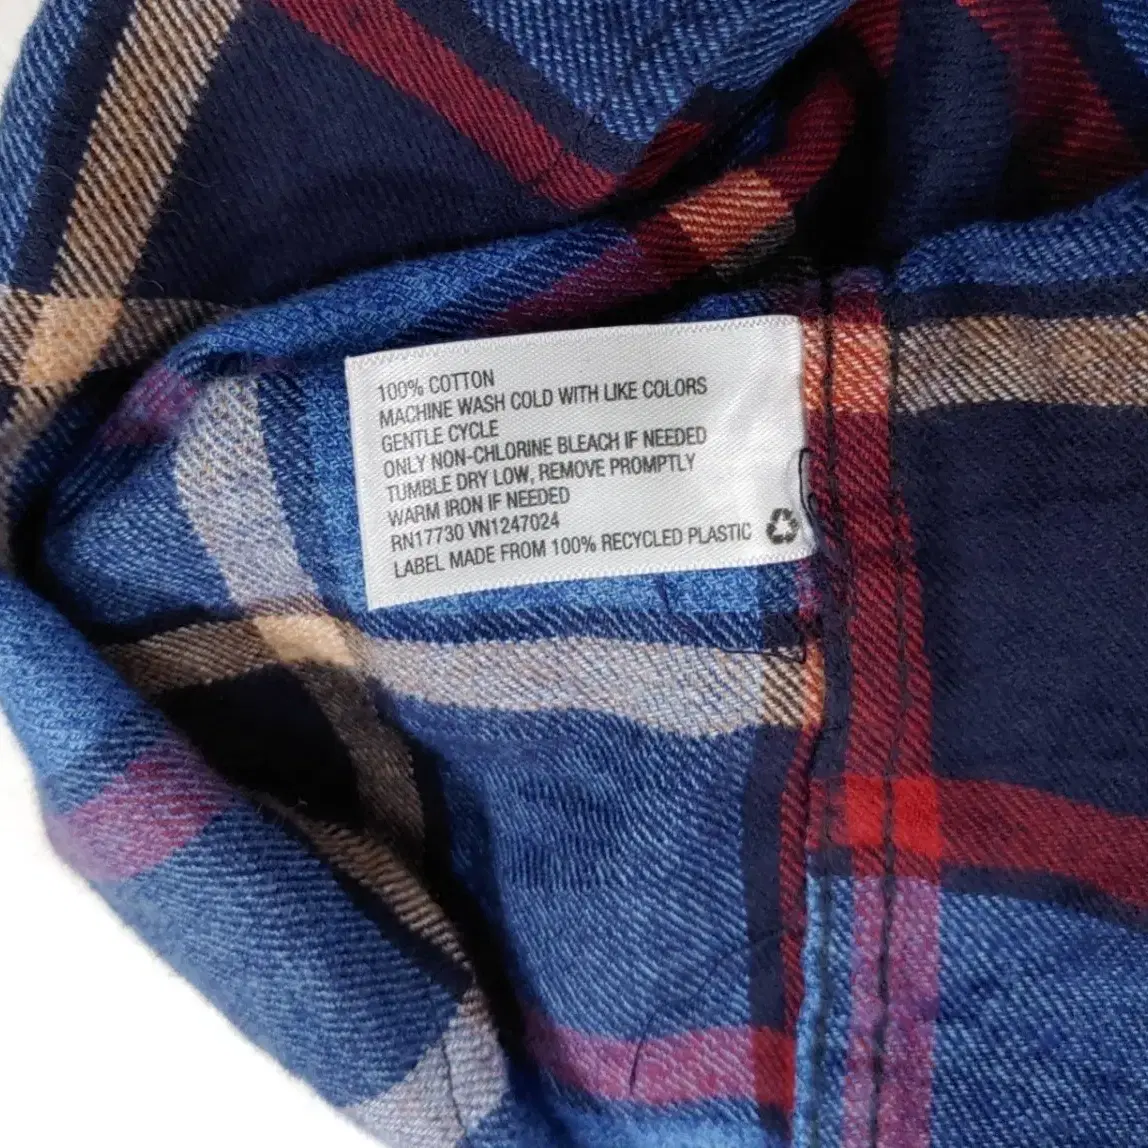 100% COTTON
MACHINE WASH COLD WITH LIKE COLORS
GENTLE CYCLE
ONLY NON-CHLORINE BLEACH IF NEEDED
TUMBLE DRY LOW, REMOVE PROMPTLY
WARM IRON IF NEEDED
RN17730 VN1247024
LABEL MADE FROM 100% RECYCLED PLASTIC